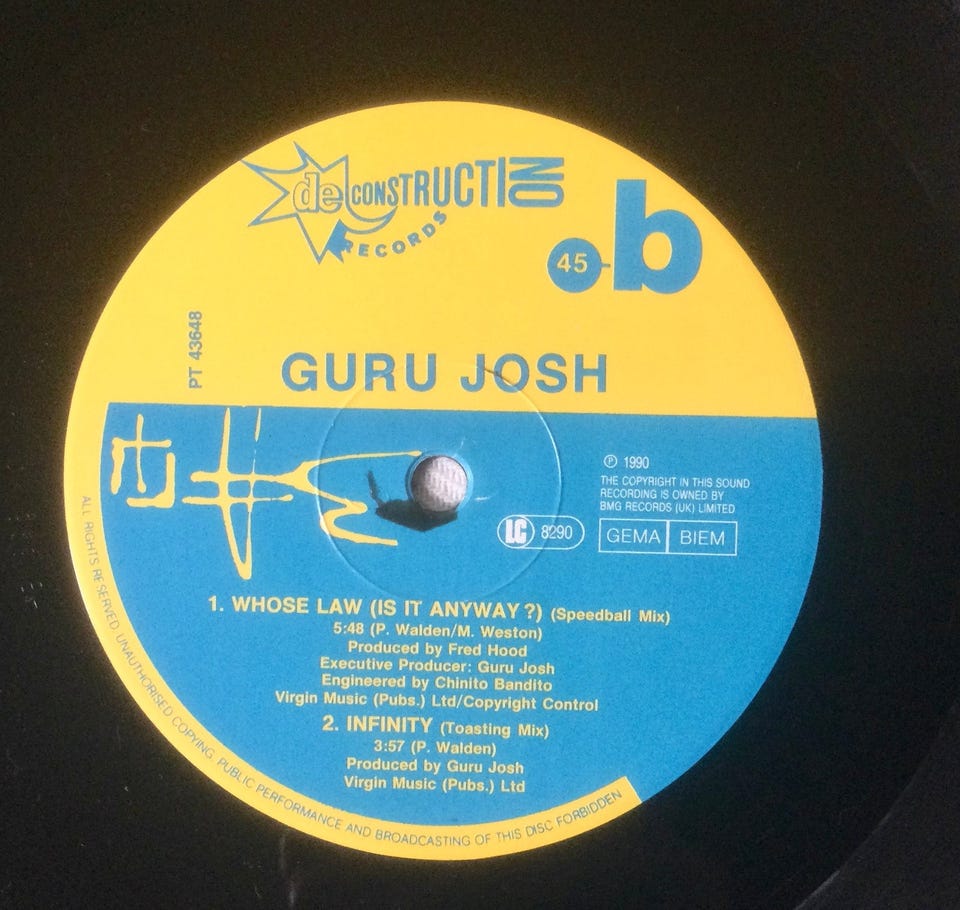 deCONSTRUCTION
RECORDS
45
b
PT 43648
GURU JOSH
℗ 1990
THE COPYRIGHT IN THIS SOUND
RECORDING IS OWNED BY
BMG RECORDS (UK) LIMITED
LC 8290
GEMA BIEM
1. WHOSE LAW (IS IT ANYWAY?) (Speedball Mix)
5:48 (P. Walden/M. Weston)
Produced by Fred Hood
Executive Producer: Guru Josh
Engineered by Chinito Bandito
Virgin Music (Pubs.) Ltd/Copyright Control
2. INFINITY (Toasting Mix)
3:57 (P. Walden)
Produced by Guru Josh
Virgin Music (Pubs.) Ltd
ALL RIGHTS RESERVED. UNAUTHORISED COPYING, PUBLIC PERFORMANCE AND BROADCASTING OF THIS DISC FORBIDDEN